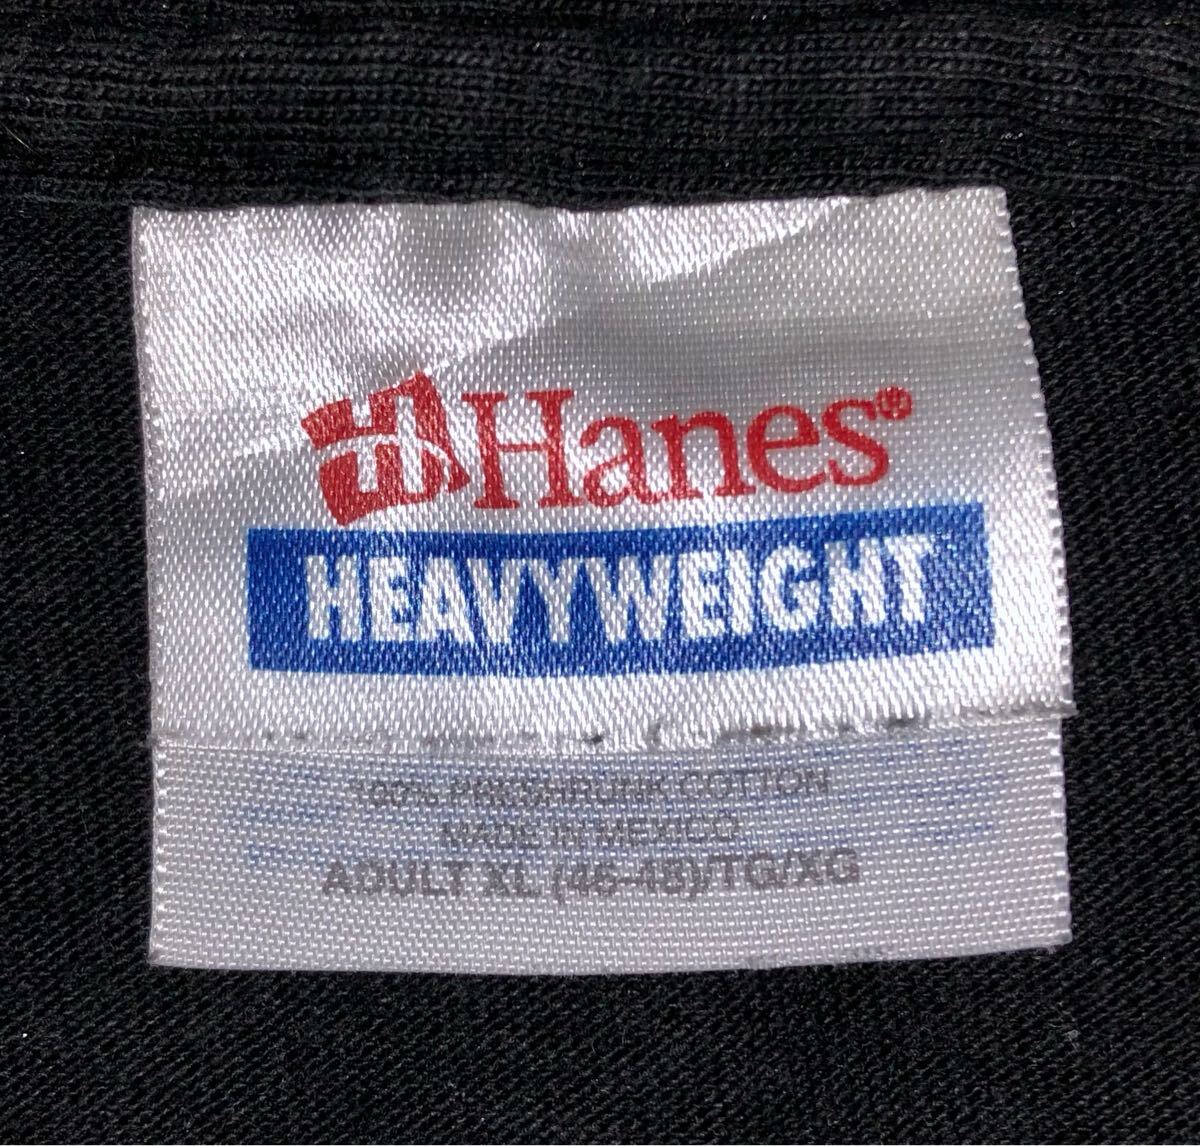 Hanes®
HEAVYWEIGHT
100% PRESHRUNK COTTON
MADE IN MEXICO
ADULT XL (46-48)/TG/XG